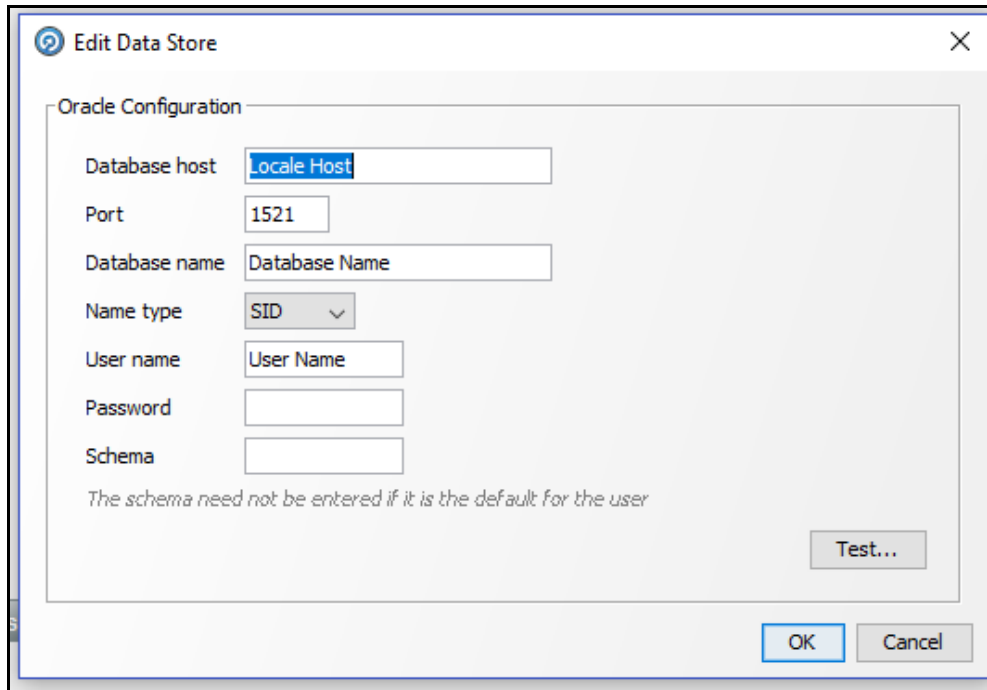 Edit Data Store
Oracle Configuration
Database host Locale Host
Port 1521
Database name Database Name
Name type SID
User name User Name
Password
Schema
The schema need not be entered if it is the default for the user
Test...
s
OK Cancel